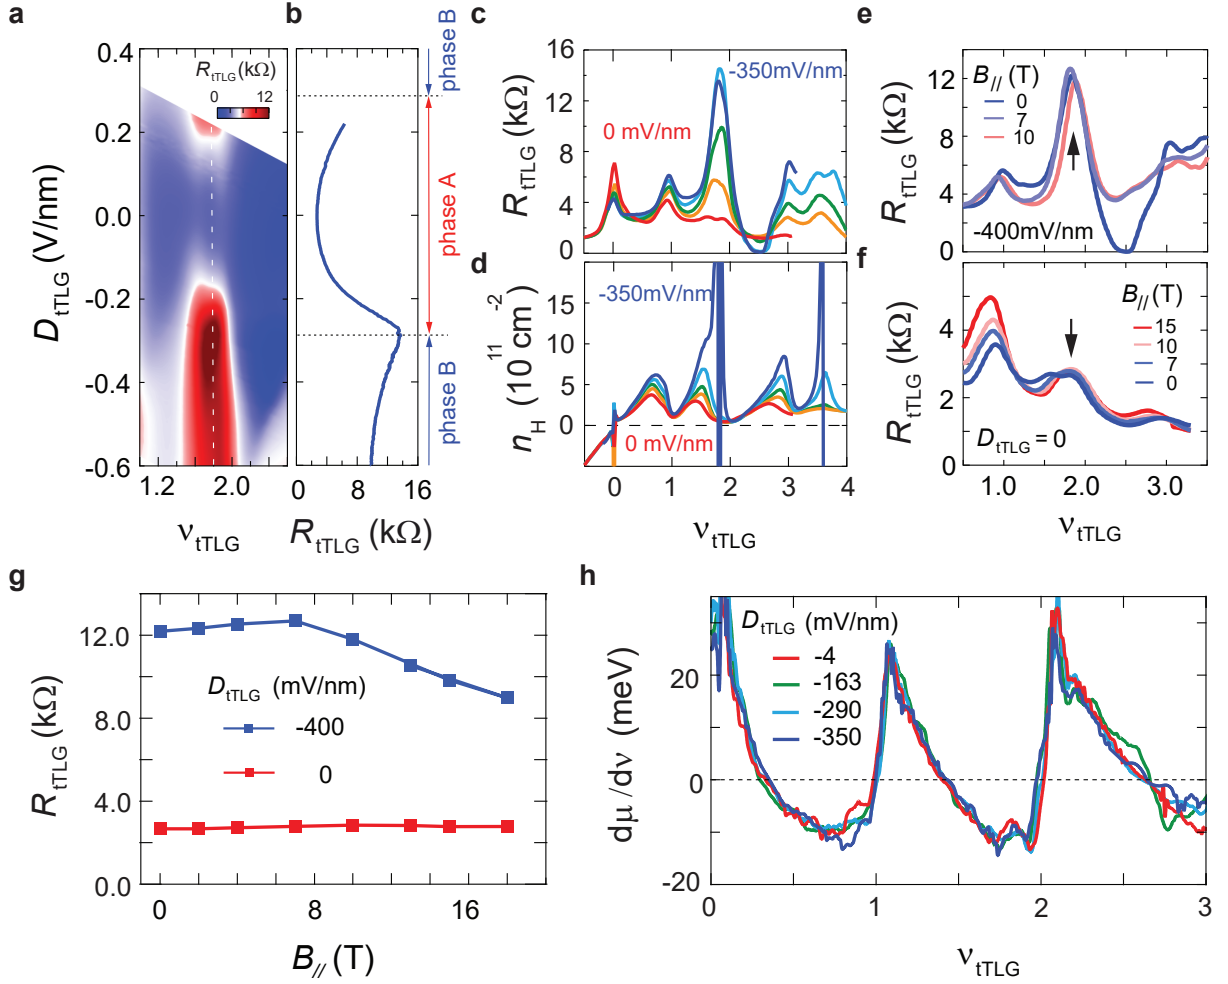 a
0.4
0.2
0.0
-0.2
-0.4
-0.6
D_tTLG (V/nm)
R_tTLG (kΩ)
0 12
1.2 2.0
ν_tTLG
b
phase B
phase A
phase B
0 6 16
R_tTLG (kΩ)
c
16
12
8
4
0
R_tTLG (kΩ)
-350mV/nm
0 mV/nm
d
15
10
5
0
n_H (10^11 cm^-2)
-350mV/nm
0 mV/nm
0 1 2 3 4
ν_tTLG
e
12
8
4
0
R_tTLG (kΩ)
B_// (T)
0
7
10
-400mV/nm
f
4
2
0
R_tTLG (kΩ)
B_// (T)
15
10
7
0
D_tTLG = 0
1.0 2.0 3.0
ν_tTLG
g
12.0
8.0
4.0
0.0
R_tTLG (kΩ)
D_tTLG (mV/nm)
-400
0
0 8 16
B_// (T)
h
20
0
-20
dμ/dν (meV)
D_tTLG (mV/nm)
-4
-163
-290
-350
0 1 2 3
ν_tTLG